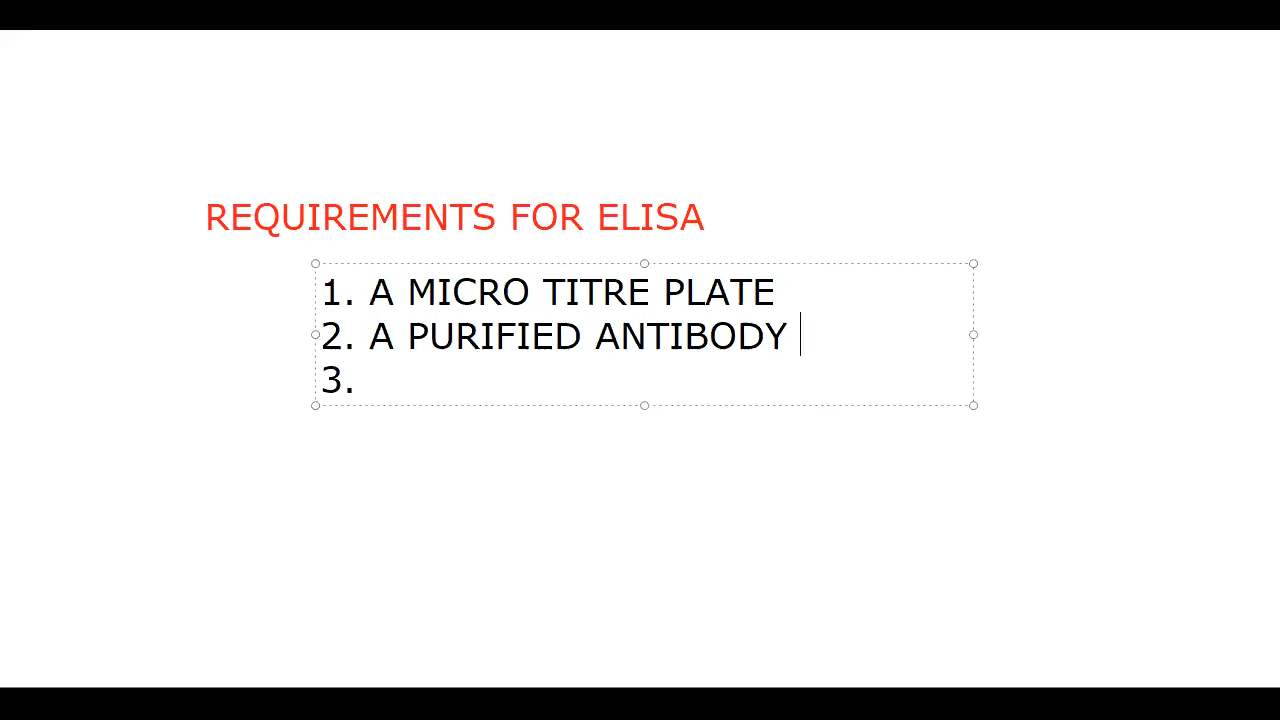 REQUIREMENTS FOR ELISA
1. A MICRO TITRE PLATE
2. A PURIFIED ANTIBODY
3.